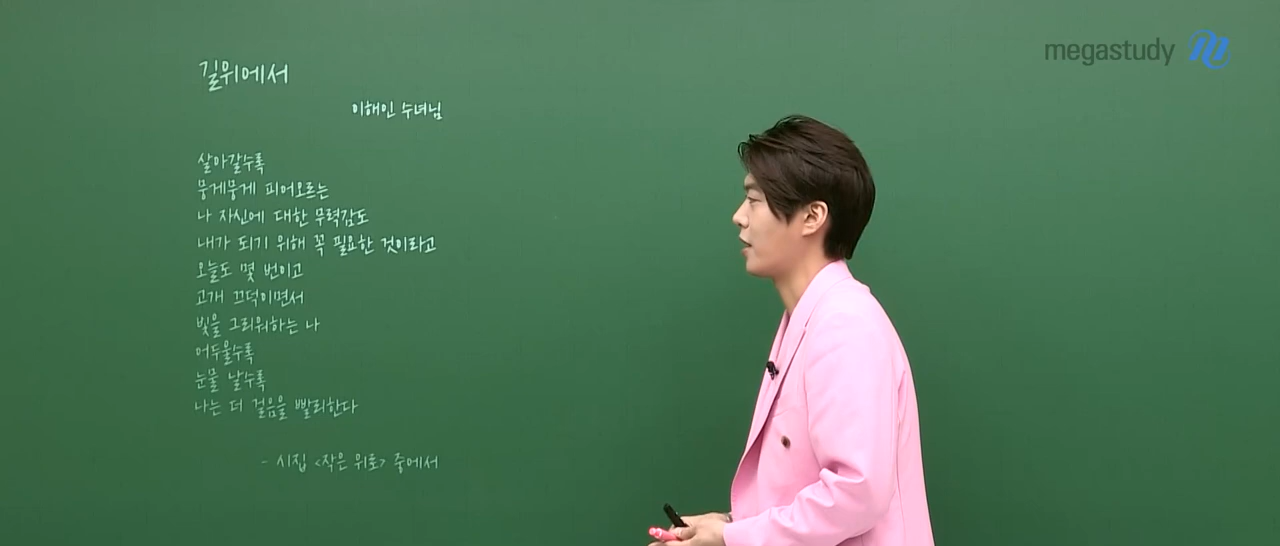 megastudy
길위에서
이해인 수녀님
살아갈수록
뭉게뭉게 피어오르는
나 자신에 대한 무력감도
내가 되기 위해 꼭 필요한 것이라고
오늘도 몇 번이고
고개 끄덕이면서
빛을 그리워하는 나
어두울수록
눈물 날수록
나는 더 걸음을 빨리한다
- 시집 <작은 위로> 중에서